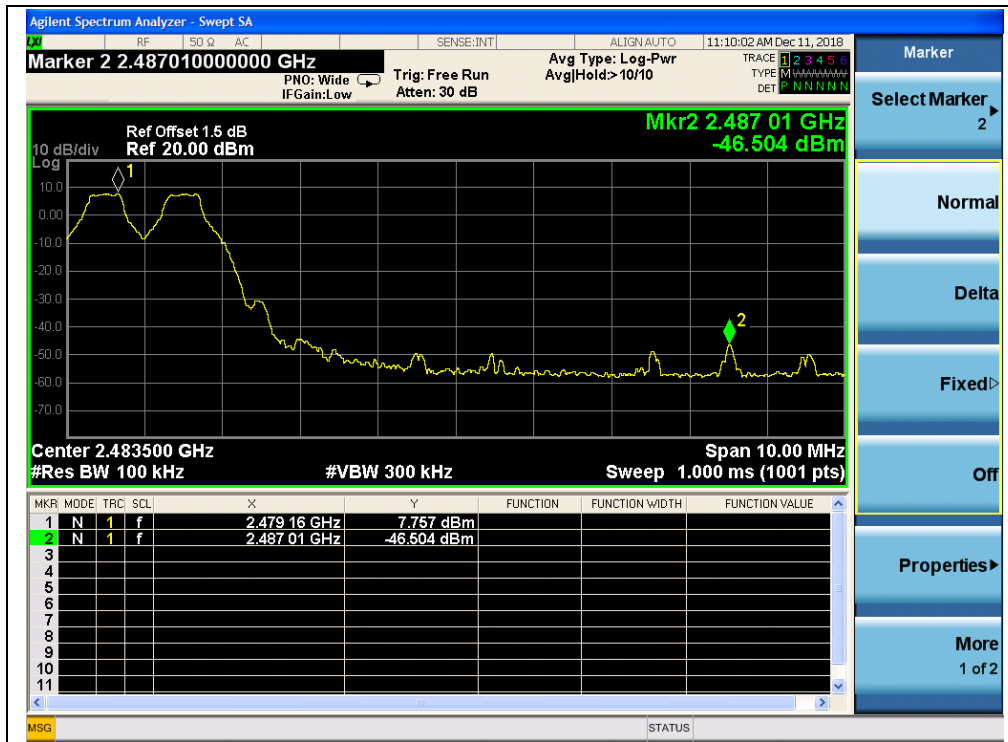 Agilent Spectrum Analyzer - Swept SA
LXI RF 50 Ω AC SENSE:INT ALIGN AUTO 11:10:02 AM Dec 11, 2018
Marker 2 2.487010000000 GHz
PNO: Wide
IFGain:Low
Trig: Free Run
Atten: 30 dB
Avg Type: Log-Pwr
Avg|Hold:> 10/10
TRACE 1 2 3 4 5 6
TYPE M WWWWW
DET P N N N N N
Mkr2 2.487 01 GHz
-46.504 dBm
Ref Offset 1.5 dB
10 dB/div Ref 20.00 dBm
Log
1
10.0
0.00
-10.0
-20.0
-30.0
-40.0
2
-50.0
-60.0
-70.0
Center 2.483500 GHz Span 10.00 MHz
#Res BW 100 kHz #VBW 300 kHz Sweep 1.000 ms (1001 pts)
MKR MODE TRC SCL X Y FUNCTION FUNCTION WIDTH FUNCTION VALUE
1 N 1 f 2.479 16 GHz 7.757 dBm
2 N 1 f 2.487 01 GHz -46.504 dBm
3
4
5
6
7
8
9
10
11
MSG STATUS
Marker
Select Marker
2
Normal
Delta
Fixed
Off
Properties
More
1 of 2